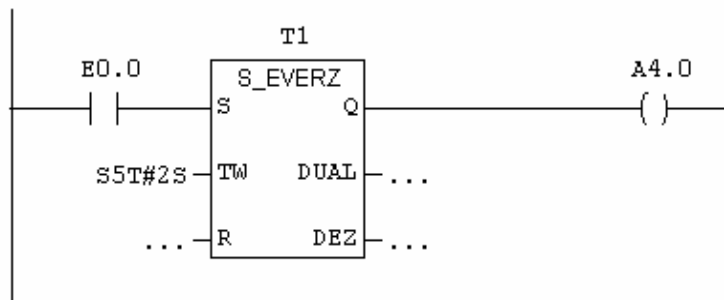 T1
E0.0 S_EVERZ A4.0
S Q
S5T#2S TW DUAL ...
... R DEZ ...